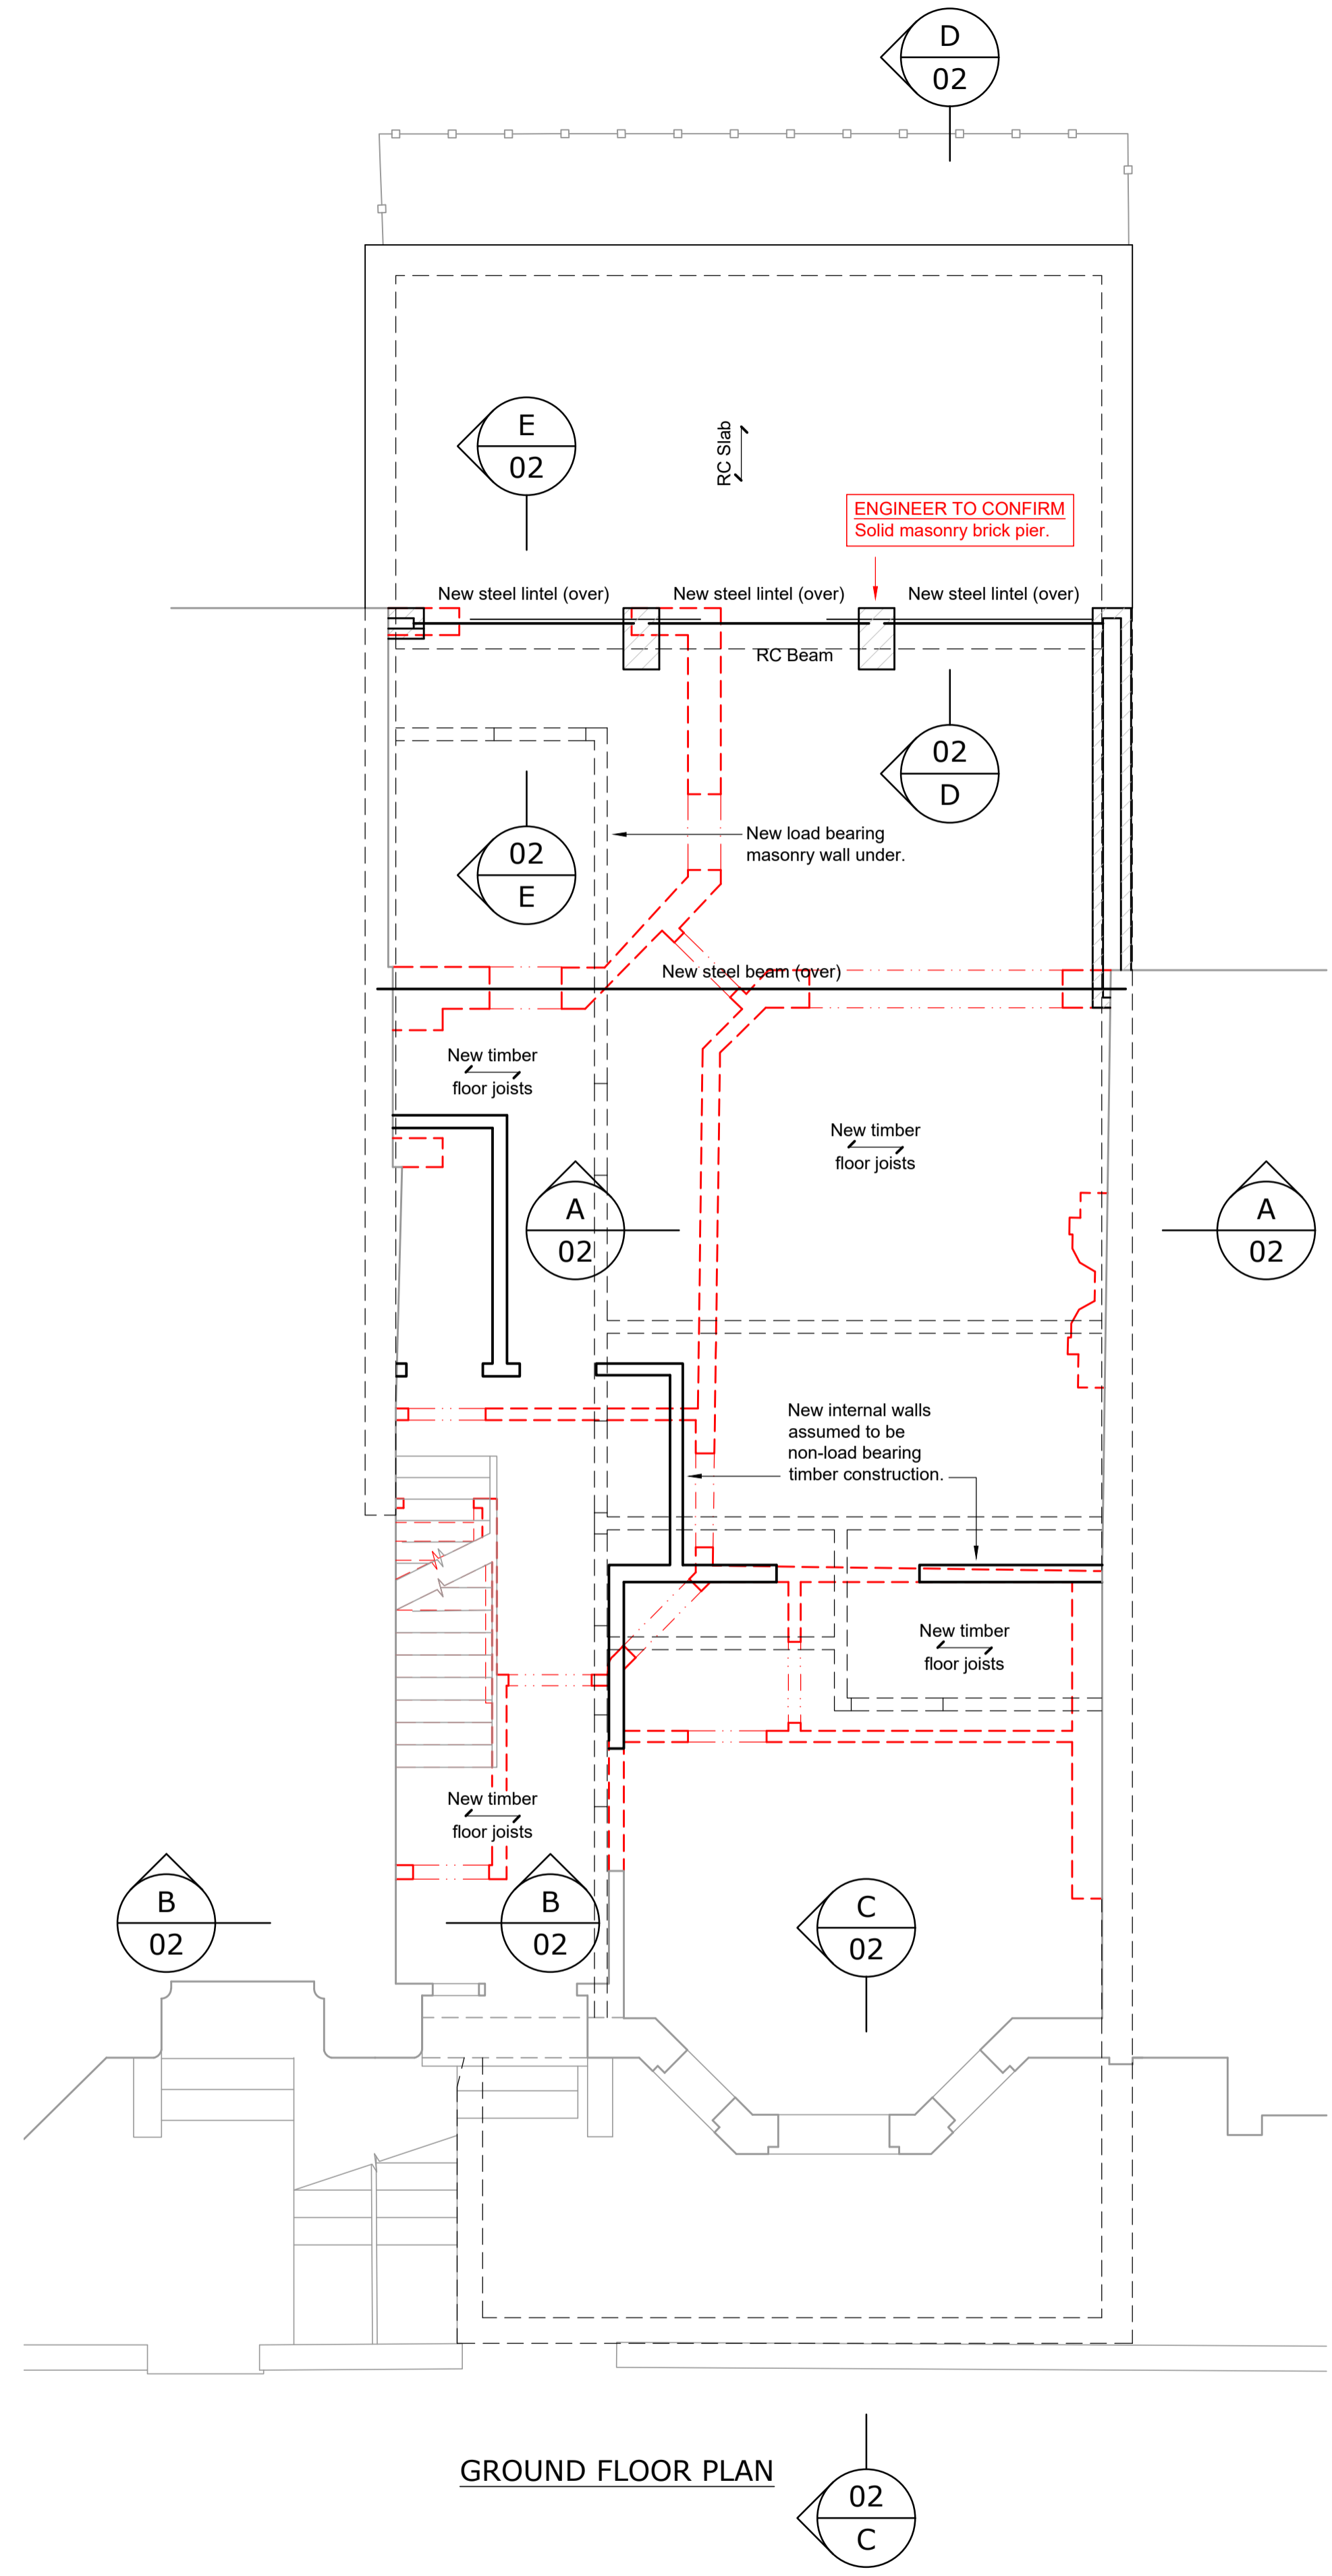 D
02
E
02
RC Slab
ENGINEER TO CONFIRM
Solid masonry brick pier.
New steel lintel (over)
New steel lintel (over)
New steel lintel (over)
RC Beam
02
D
New load bearing
masonry wall under.
02
E
New steel beam (over)
New timber
floor joists
New timber
floor joists
A
02
A
02
New internal walls
assumed to be
non-load bearing
timber construction.
New timber
floor joists
New timber
floor joists
B
02
B
02
C
02
GROUND FLOOR PLAN
02
C